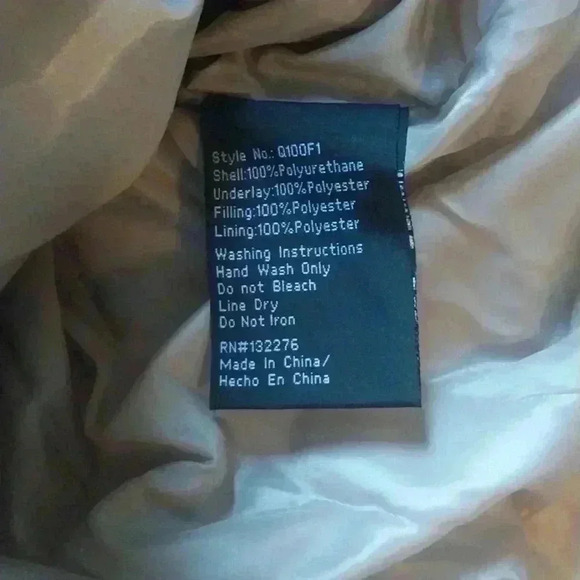 Style No.: Q100F1
Shell:100%Polyurethane
Underlay:100%Polyester
Filling:100%Polyester
Lining:100%Polyester
Washing Instructions
Hand Wash Only
Do not Bleach
Line Dry
Do Not Iron
RN#132276
Made In China/
Hecho En China